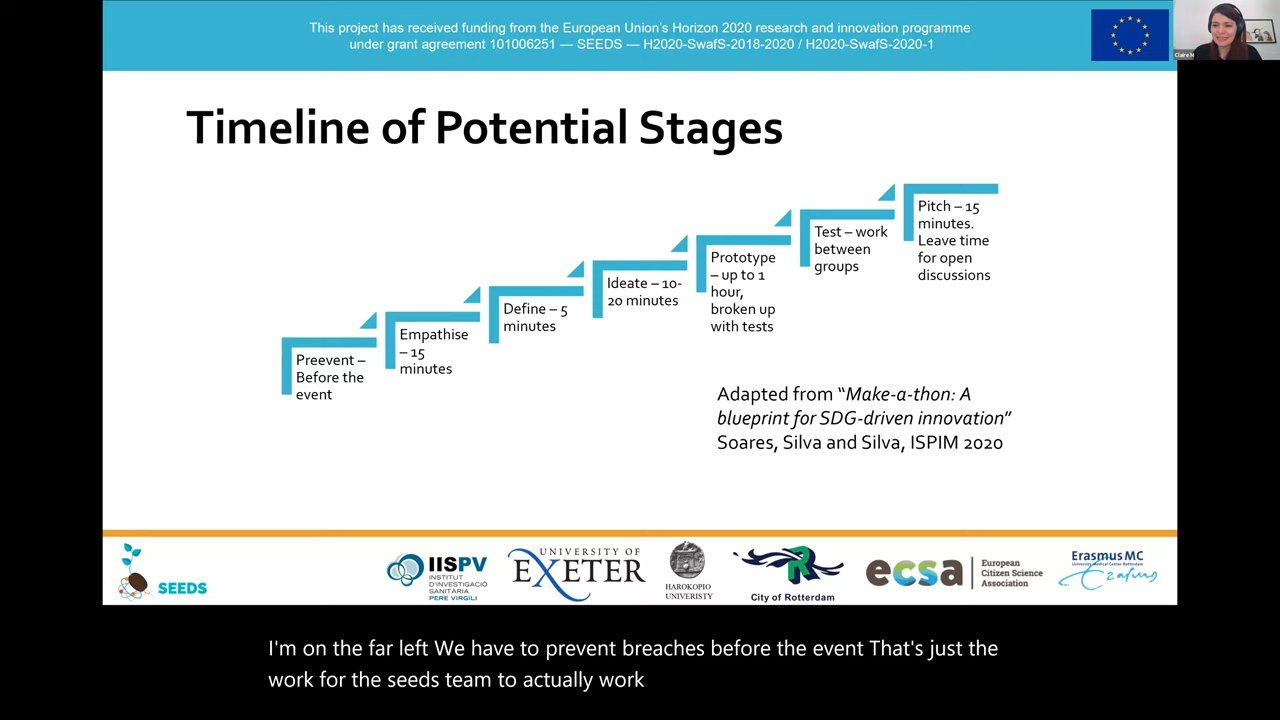 This project has received funding from the European Union's Horizon 2020 research and innovation programme
under grant agreement 101006251 — SEEDS — H2020-SwafS-2018-2020 / H2020-SwafS-2020-1
Claire M
Timeline of Potential Stages
Preevent –
Before the
event
Empathise
– 15
minutes
Define – 5
minutes
Ideate – 10-
20 minutes
Prototype
– up to 1
hour,
broken up
with tests
Test – work
between
groups
Pitch – 15
minutes.
Leave time
for open
discussions
Adapted from “Make-a-thon: A
blueprint for SDG-driven innovation”
Soares, Silva and Silva, ISPIM 2020
SEEDS
IISPV
INSTITUT
D'INVESTIGACIÓ
SANITÀRIA
PERE VIRGILI
UNIVERSITY OF
EXETER
HAROKOPIO
UNIVERISTY
R
City of Rotterdam
ecsa
European
Citizen Science
Association
Erasmus MC
University Medical Center Rotterdam
Erasmus
I'm on the far left We have to prevent breaches before the event That's just the
work for the seeds team to actually work